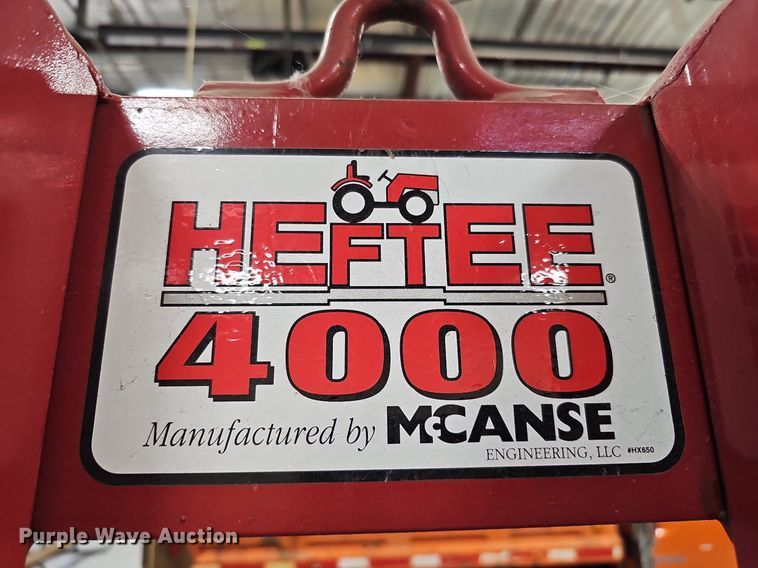 HEFTEE®
4000
Manufactured by McCANSE
ENGINEERING, LLC #HX650
Purple Wave Auction